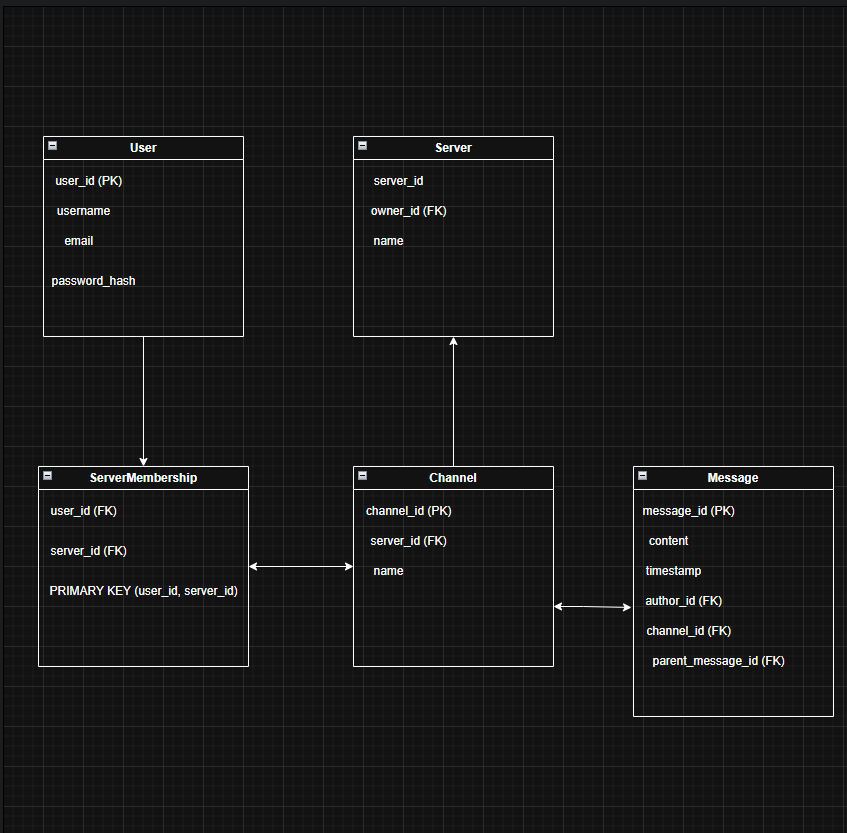 User
user_id (PK)
username
email
password_hash
Server
server_id
owner_id (FK)
name
ServerMembership
user_id (FK)
server_id (FK)
PRIMARY KEY (user_id, server_id)
Channel
channel_id (PK)
server_id (FK)
name
Message
message_id (PK)
content
timestamp
author_id (FK)
channel_id (FK)
parent_message_id (FK)